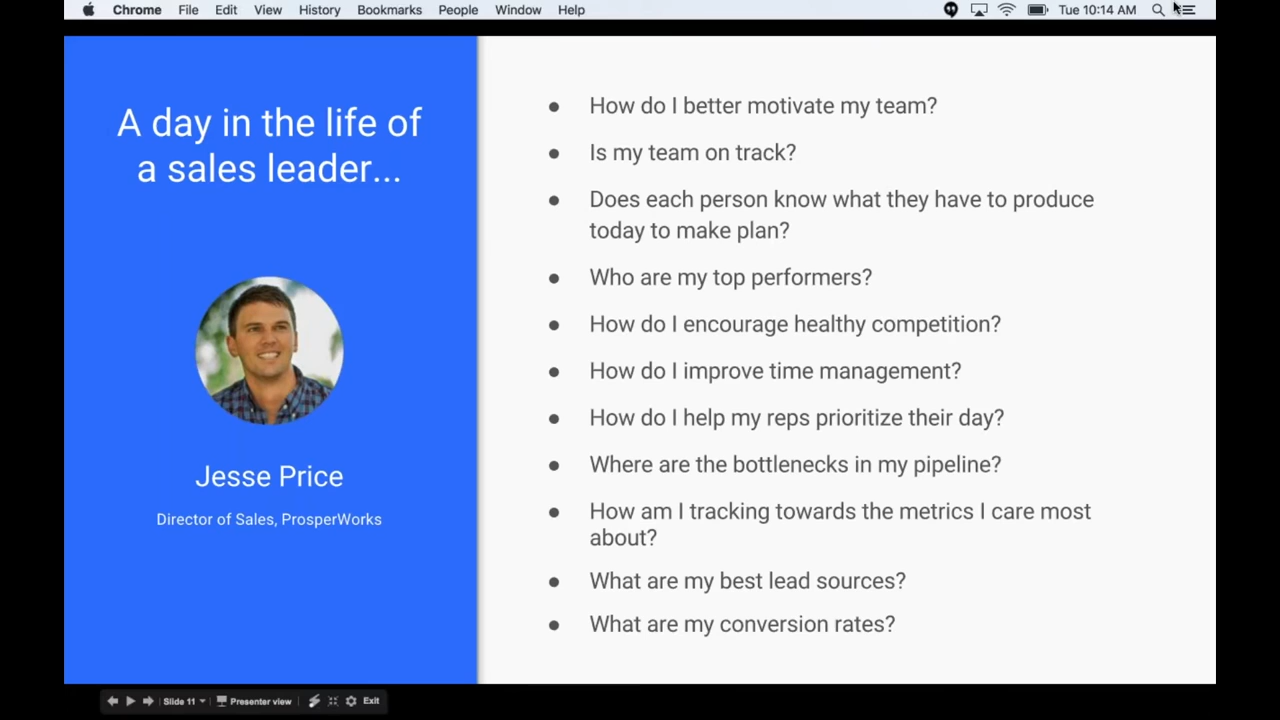 Chrome File Edit View History Bookmarks People Window Help Tue 10:14 AM
A day in the life of
a sales leader...
Jesse Price
Director of Sales, ProsperWorks
● How do I better motivate my team?
● Is my team on track?
● Does each person know what they have to produce
today to make plan?
● Who are my top performers?
● How do I encourage healthy competition?
● How do I improve time management?
● How do I help my reps prioritize their day?
● Where are the bottlenecks in my pipeline?
● How am I tracking towards the metrics I care most
about?
● What are my best lead sources?
● What are my conversion rates?
Slide 11 Presenter view Exit